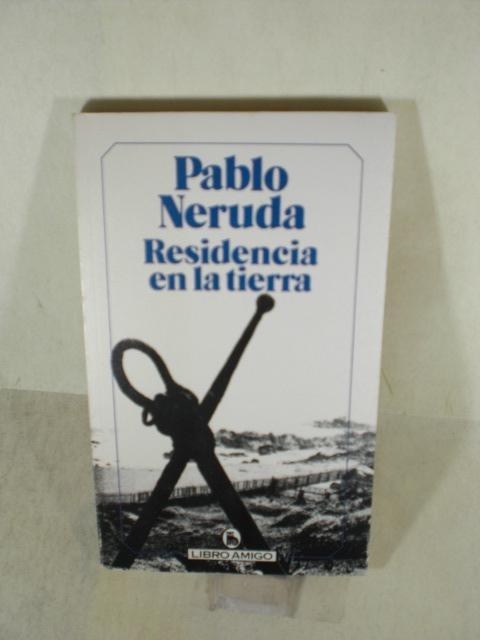 Pablo
Neruda
Residencia
en la tierra
LIBRO AMIGO